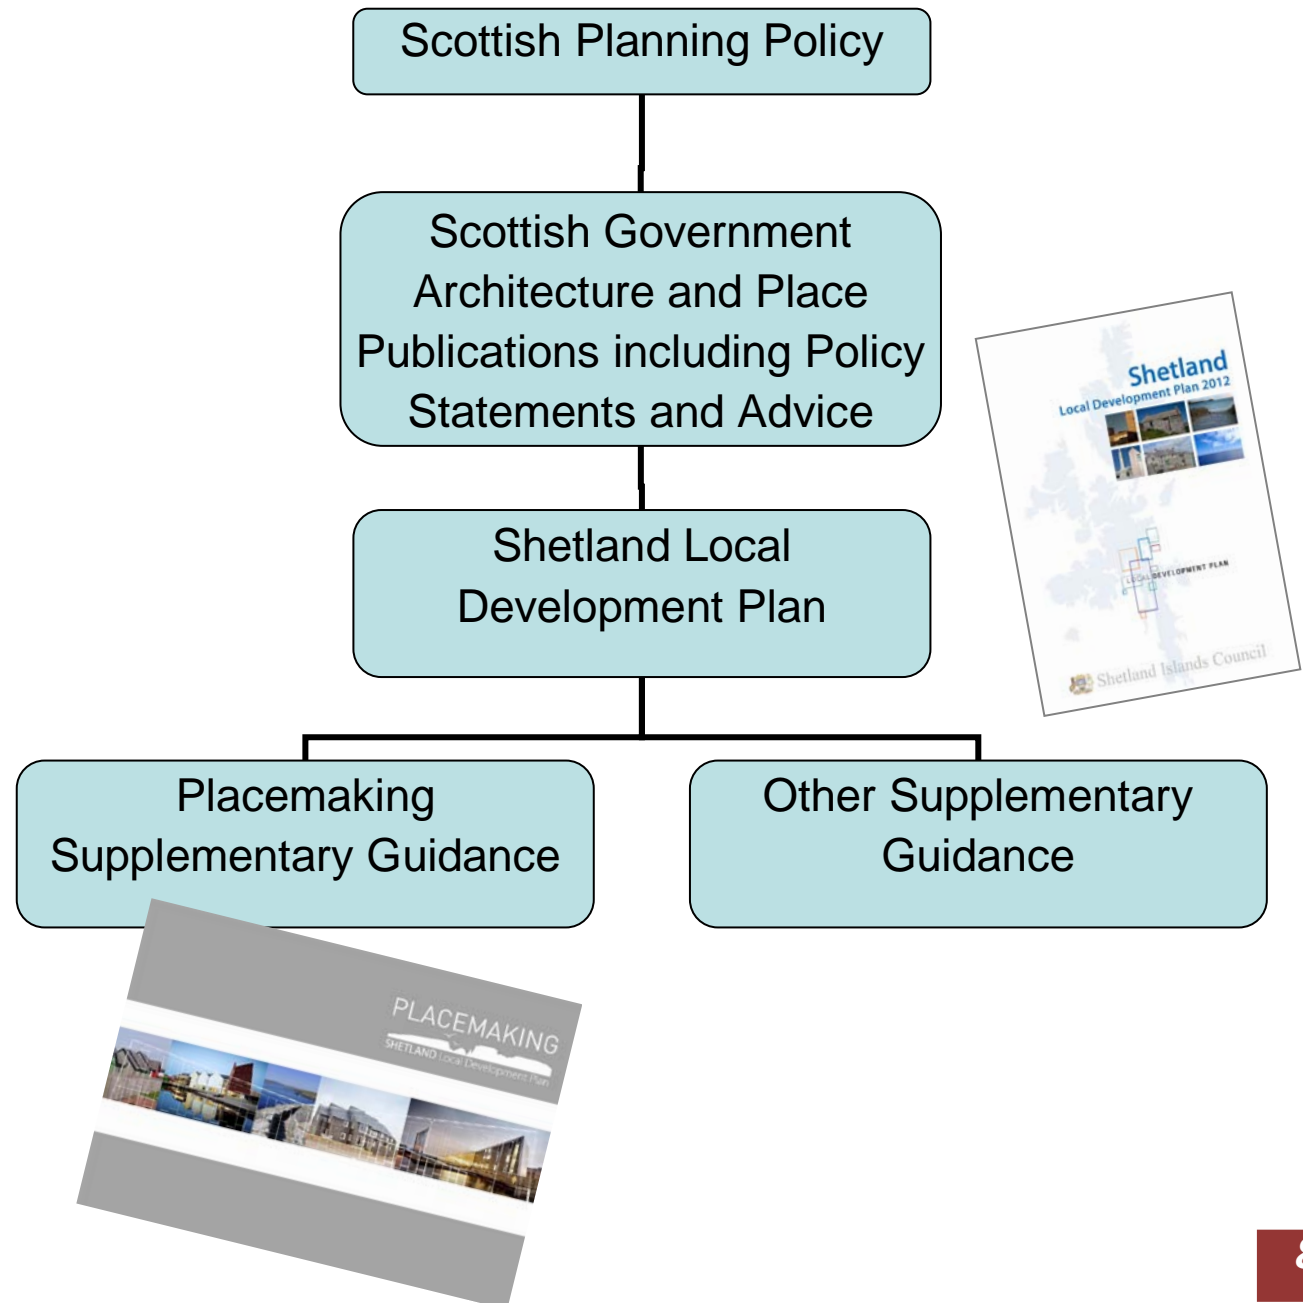 Scottish Planning Policy
Scottish Government
Architecture and Place
Publications including Policy
Statements and Advice
Shetland
Local Development Plan 2012
LOCAL DEVELOPMENT PLAN
Shetland Islands Council
Shetland Local
Development Plan
Placemaking
Supplementary Guidance
Other Supplementary
Guidance
PLACEMAKING
SHETLAND Local Development Plan